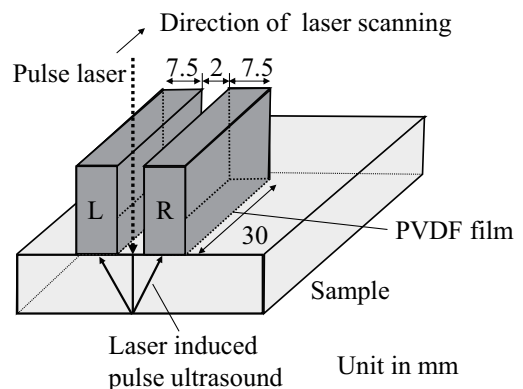 Direction of laser scanning
Pulse laser
7.5 2 7.5
L
R
30
PVDF film
Sample
Laser induced
pulse ultrasound
Unit in mm